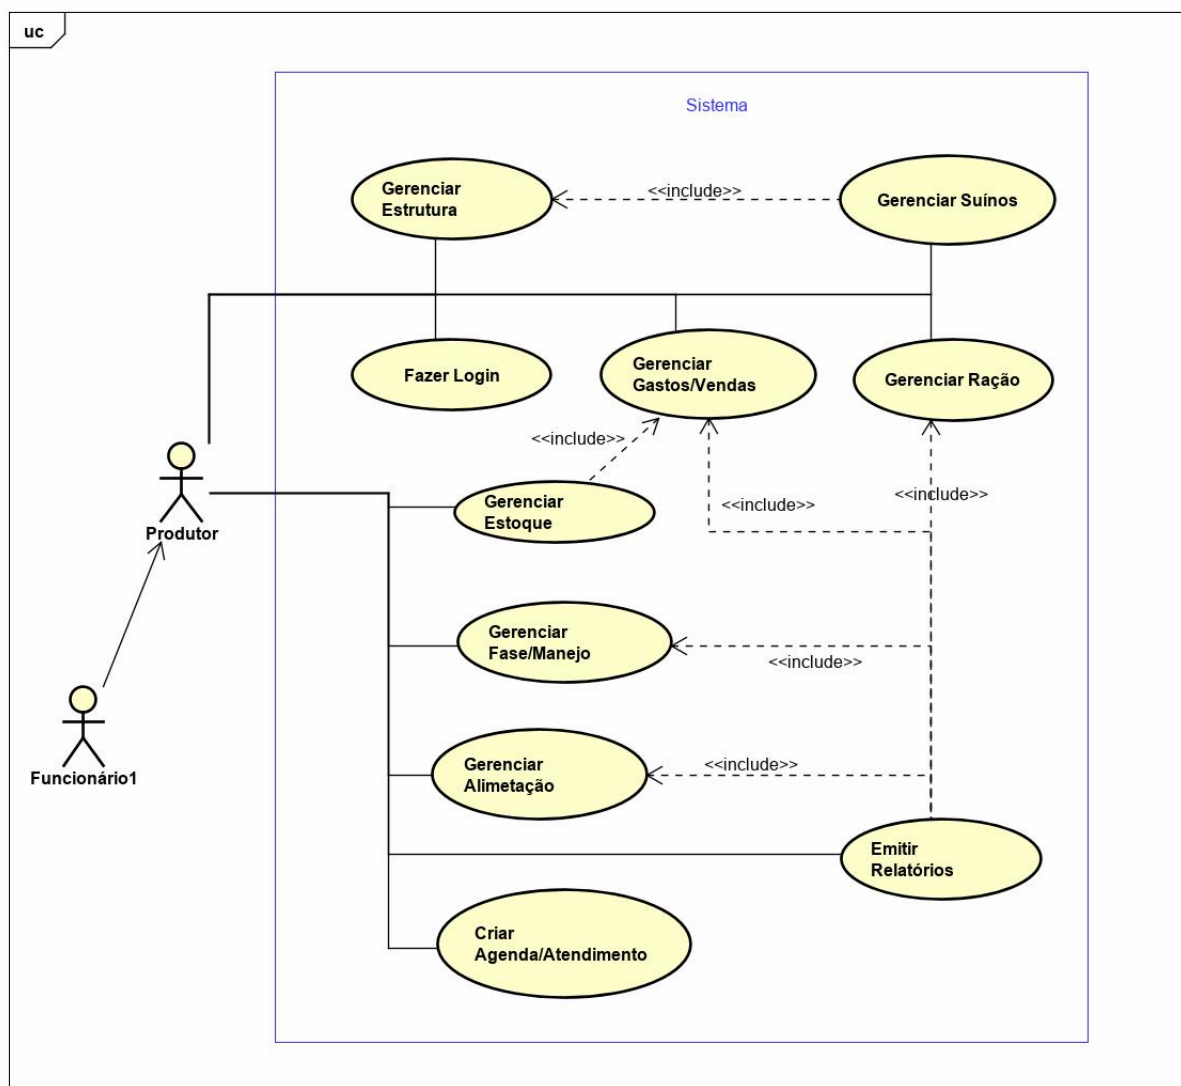 uc
Sistema
Gerenciar
Estrutura
<<include>>
Gerenciar Suínos
Fazer Login
Gerenciar
Gastos/Vendas
Gerenciar Ração
<<include>>
Gerenciar
Estoque
<<include>>
<<include>>
Produtor
Gerenciar
Fase/Manejo
<<include>>
Funcionário1
Gerenciar
Alimetação
<<include>>
Emitir
Relatórios
Criar
Agenda/Atendimento